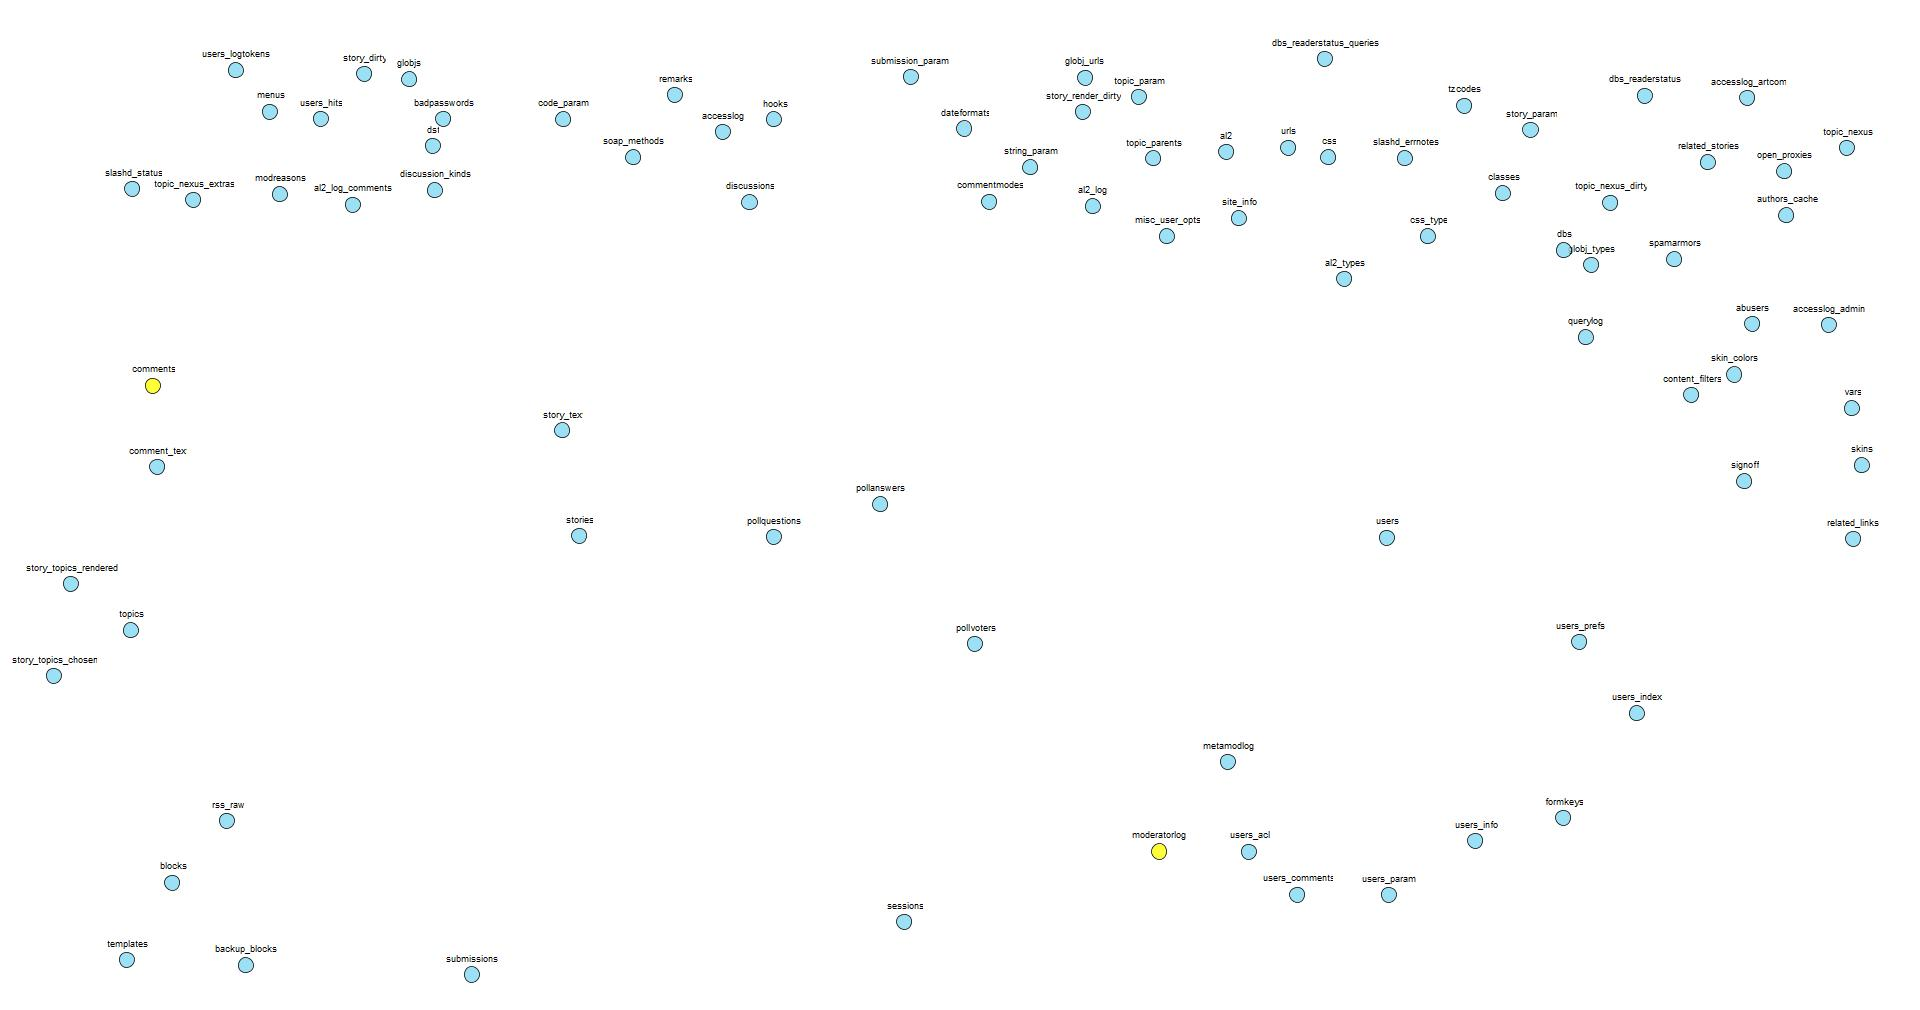 dbs_readerstatus_queries
users_logtokens
story_dirty
globjs
submission_param
globj_urls
remarks
topic_param
dbs_readerstatus
accesslog_artcom
tzcodes
menus
users_hits
badpasswords
code_param
hooks
story_render_dirty
accesslog
dateformats
story_param
dst
soap_methods
string_param
topic_parents
al2
urls
css
slashd_errnotes
related_stories
topic_nexus
open_proxies
slashd_status
topic_nexus_extras
modreasons
al2_log_comments
discussion_kinds
discussions
commentmodes
al2_log
classes
topic_nexus_dirty
authors_cache
site_info
misc_user_opts
css_type
dbs
globj_types
spamarmors
al2_types
abusers
accesslog_admin
querylog
skin_colors
comments
content_filters
vars
story_tex
comment_tex
skins
signoff
pollanswers
stories
pollquestions
users
related_links
story_topics_rendered
topics
pollvoters
users_prefs
story_topics_chosen
users_index
metamodlog
rss_raw
formkeys
moderatorlog
users_acl
users_info
blocks
users_comments
users_param
sessions
templates
backup_blocks
submissions